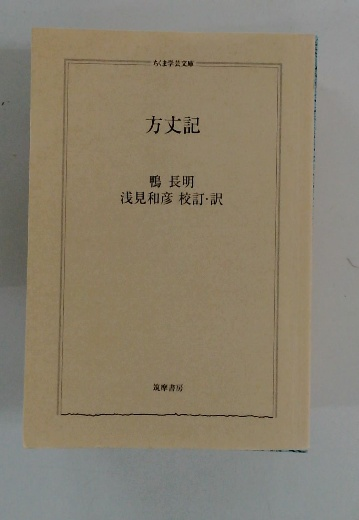 ちくま学芸文庫
方丈記
鴨 長明
浅見和彦 校訂・訳
筑摩書房